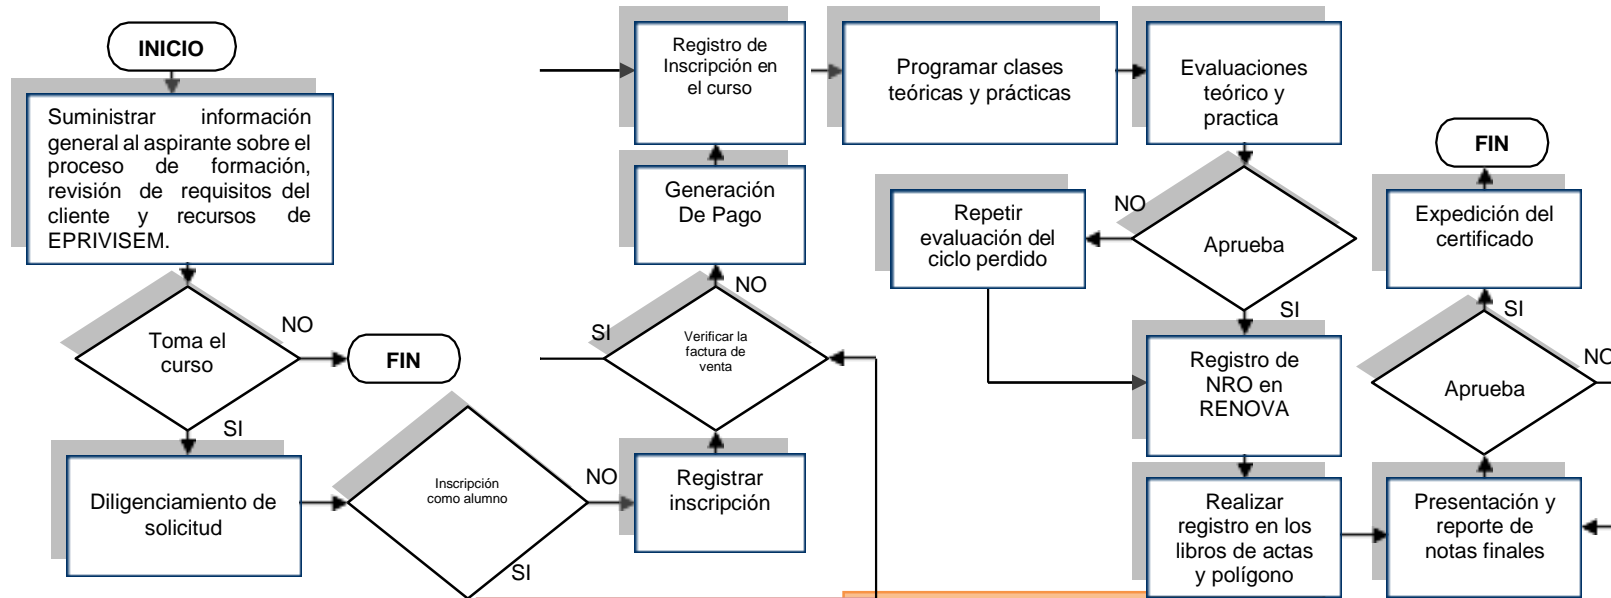 INICIO
Suministrar información
general al aspirante sobre el
proceso de formación,
revisión de requisitos del
cliente y recursos de
EPRIVISEM.
Toma el
curso
NO
FIN
SI
Diligenciamiento de
solicitud
Inscripción
como alumno
NO
SI
Registrar
inscripción
Verificar la
factura de
venta
SI
NO
Generación
De Pago
Registro de
Inscripción en
el curso
Programar clases
teóricas y prácticas
Evaluaciones
teórico y
practica
Aprueba
NO
Repetir
evaluación del
ciclo perdido
SI
Registro de
NRO en
RENOVA
Realizar
registro en los
libros de actas
y polígono
Presentación y
reporte de
notas finales
Aprueba
NO
SI
Expedición del
certificado
FIN